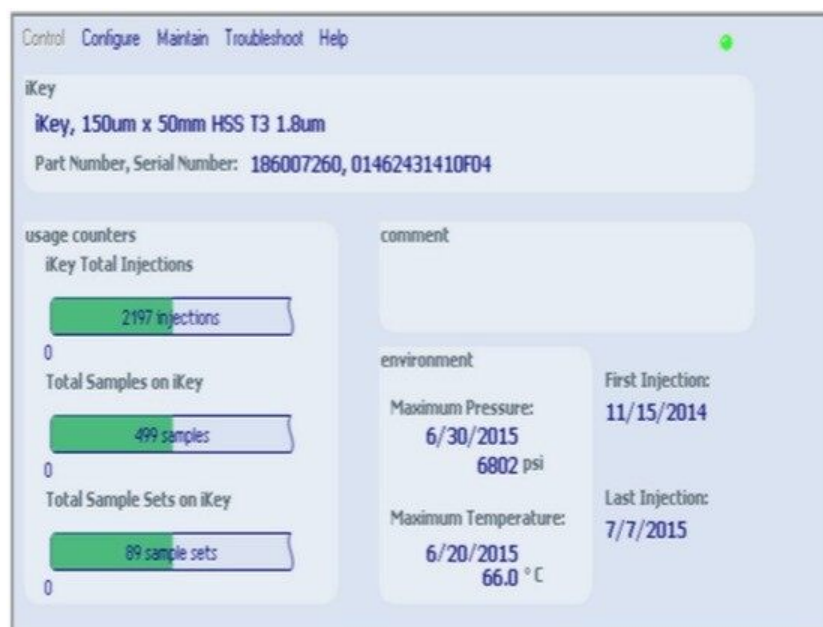 Control Configure Maintain Troubleshoot Help
iKey
iKey, 150um x 50mm HSS T3 1.8um
Part Number, Serial Number: 186007260, 01462431410F04
usage counters
iKey Total Injections
2197 injections
0
Total Samples on iKey
499 samples
0
Total Sample Sets on iKey
89 sample sets
0
comment
environment
Maximum Pressure:
6/30/2015
6802 psi
Maximum Temperature:
6/20/2015
66.0 °C
First Injection:
11/15/2014
Last Injection:
7/7/2015